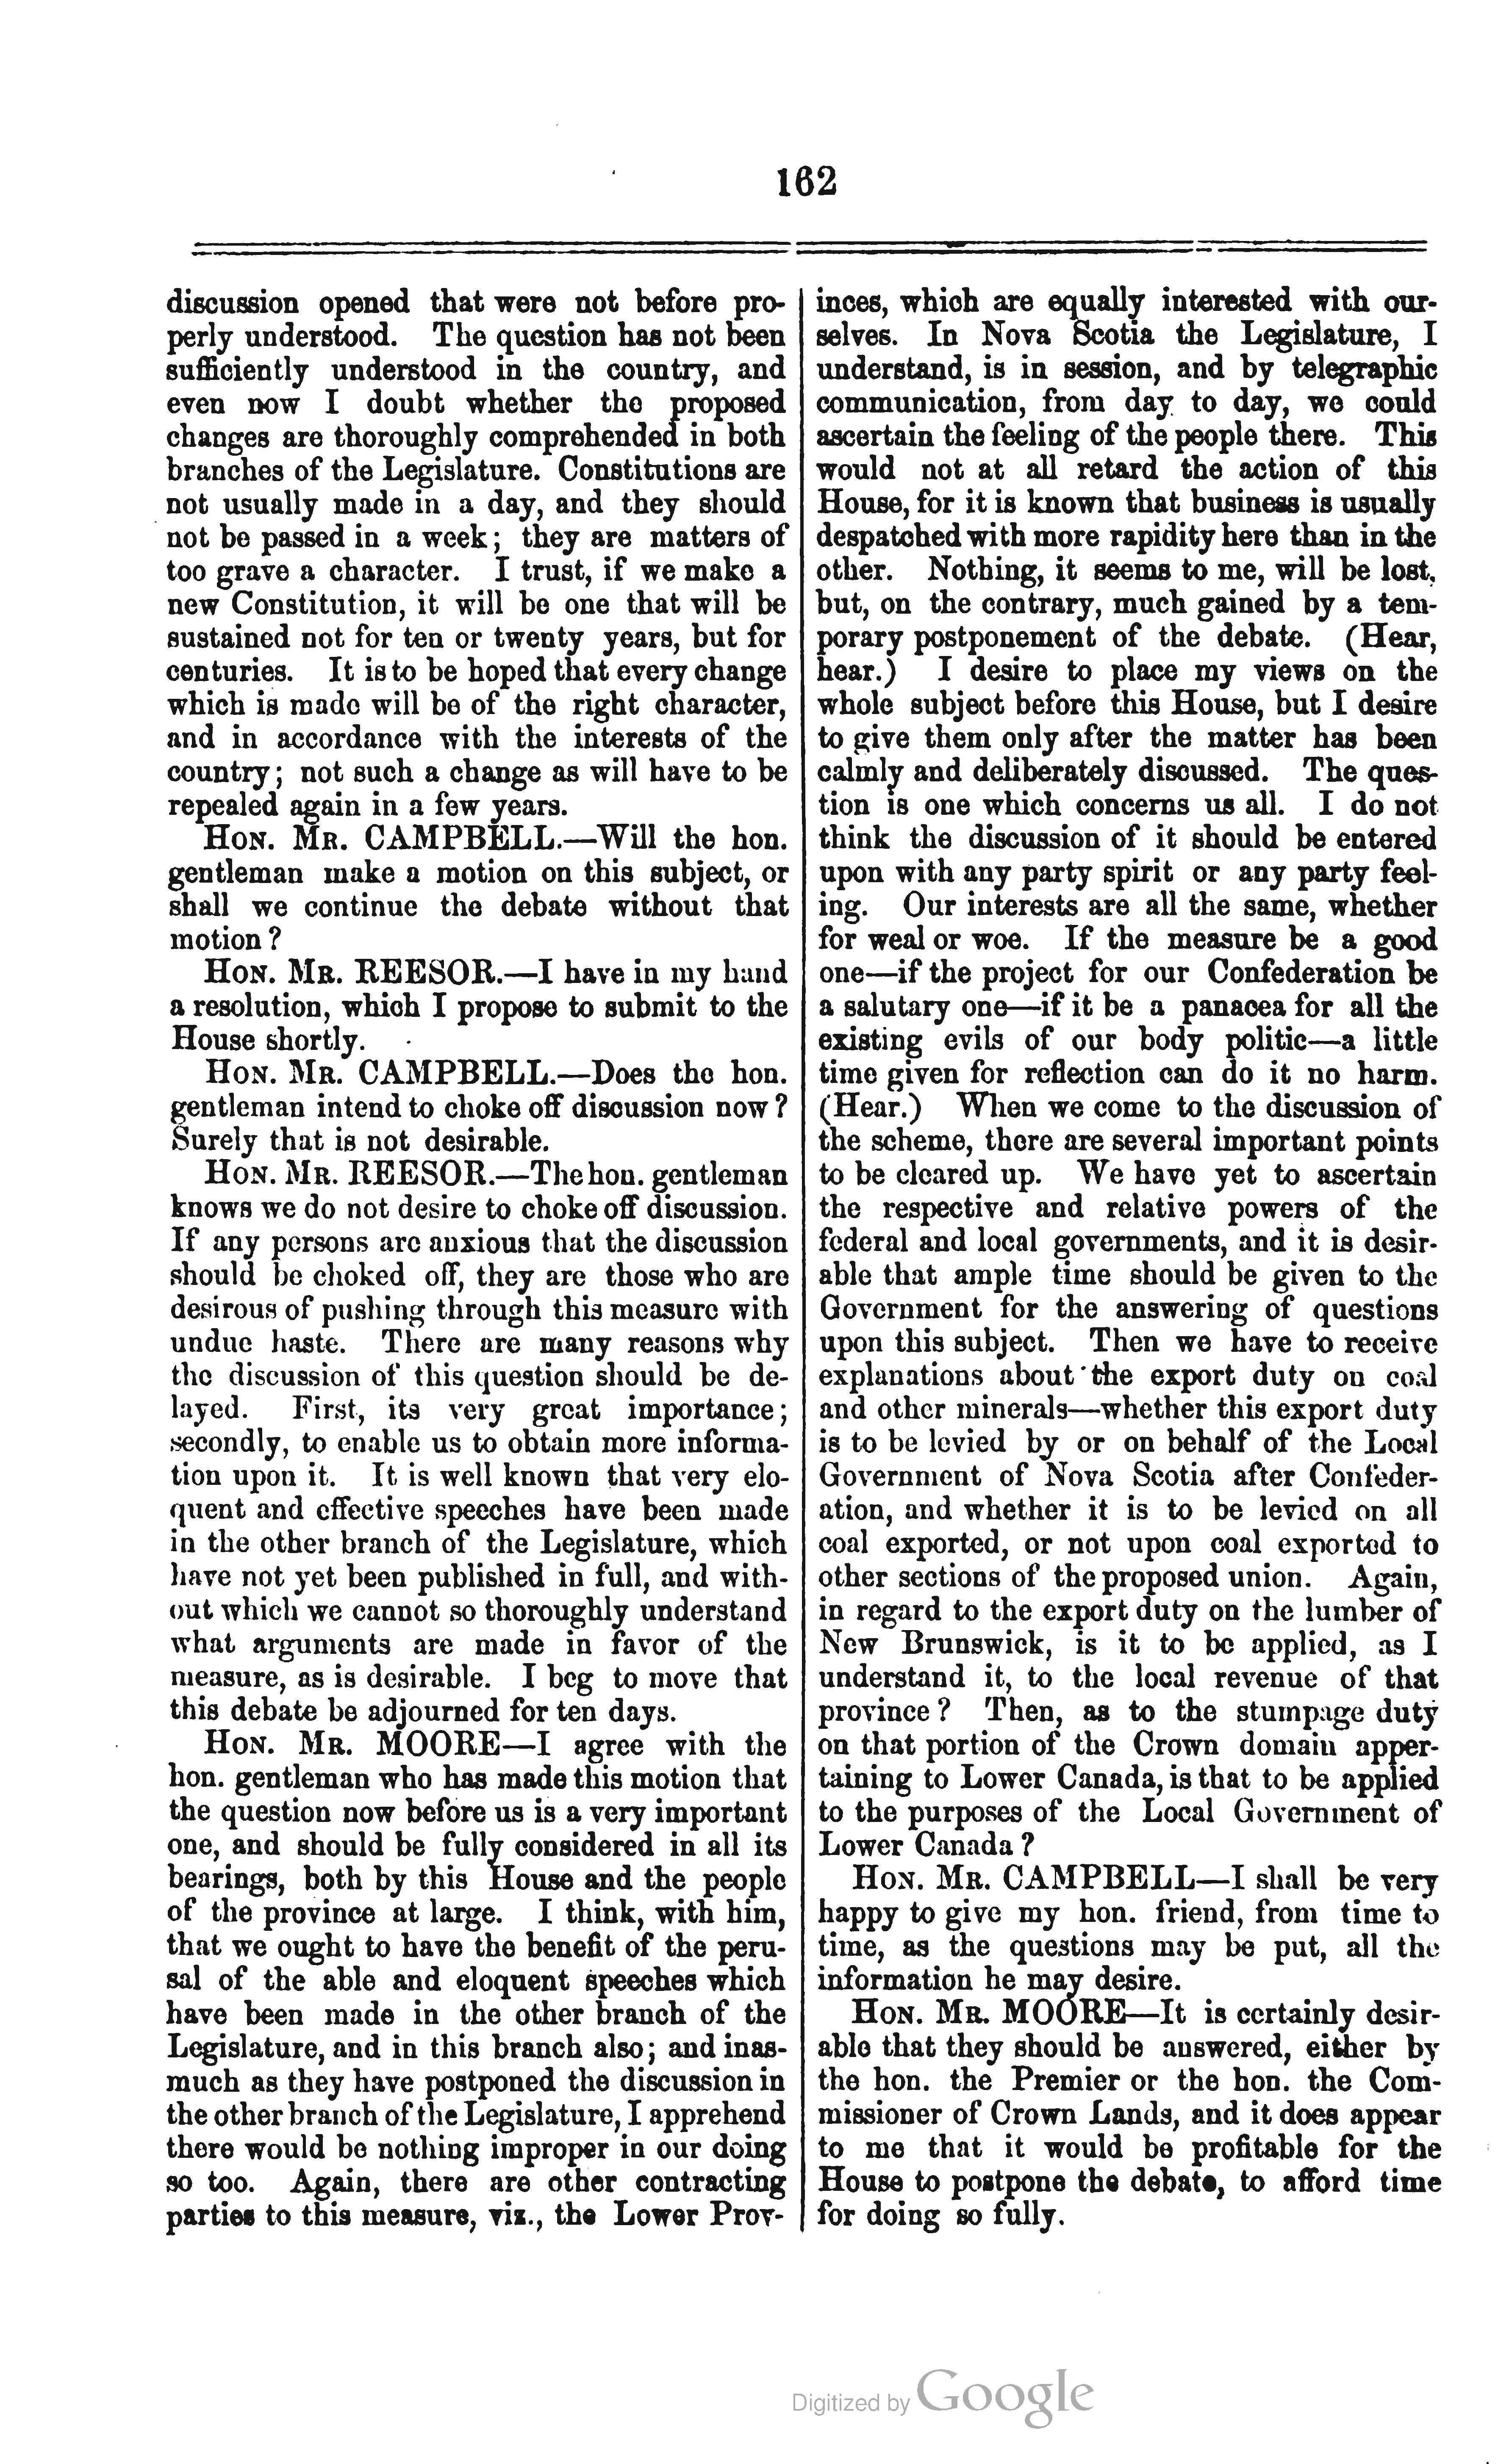 162
discussion opened that were not before pro-
perly understood. The question has not been
sufficiently understood in the country, and
even now I doubt whether the proposed
changes are thoroughly comprehended in both
branches of the Legislature. Constitutions are
not usually made in a day, and they should
not be passed in a week; they are matters of
too grave a character. I trust, if we make a
new Constitution, it will be one that will be
sustained not for ten or twenty years, but for
centuries. It is to be hoped that every change
which is made will be of the right character,
and in accordance with the interests of the
country; not such a change as will have to be
repealed again in a few years.
HON. MR. CAMPBELL.—Will the hon.
gentleman make a motion on this subject, or
shall we continue the debate without that
motion?
HON. MR. REESOR.—I have in my hand
a resolution, which I propose to submit to the
House shortly.
HON. MR. CAMPBELL.—Does the hon.
gentleman intend to choke off discussion now?
Surely that is not desirable.
HON. MR. REESOR.—The hon. gentleman
knows we do not desire to choke off discussion.
If any persons are anxious that the discussion
should be choked off, they are those who are
desirous of pushing through this measure with
undue haste. There are many reasons why
the discussion of this question should be de-
layed. First, its very great importance;
secondly, to enable us to obtain more informa-
tion upon it. It is well known that very elo-
quent and effective speeches have been made
in the other branch of the Legislature, which
have not yet been published in full, and with-
out which we cannot so thoroughly understand
what arguments are made in favor of the
measure, as is desirable. I beg to move that
this debate be adjourned for ten days.
HON. MR. MOORE—I agree with the
hon. gentleman who has made this motion that
the question now before us is a very important
one, and should be fully considered in all its
bearings, both by this House and the people
of the province at large. I think, with him,
that we ought to have the benefit of the peru-
sal of the able and eloquent speeches which
have been made in the other branch of the
Legislature, and in this branch also; and inas-
much as they have postponed the discussion in
the other branch of the Legislature, I apprehend
there would be nothing improper in our doing
so too. Again, there are other contracting
parties to this measure, viz., the Lower Prov-
inces, which are equally interested with our-
selves. In Nova Scotia the Legislature, I
understand, is in session, and by telegraphic
communication, from day to day, we could
ascertain the feeling of the people there. This
would not at all retard the action of this
House, for it is known that business is usually
despatched with more rapidity here than in the
other. Nothing, it seems to me, will be lost,
but, on the contrary, much gained by a tem-
porary postponement of the debate. (Hear,
hear.) I desire to place my views on the
whole subject before this House, but I desire
to give them only after the matter has been
calmly and deliberately discussed. The ques-
tion is one which concerns us all. I do not
think the discussion of it should be entered
upon with any party spirit or any party feel-
ing. Our interests are all the same, whether
for weal or woe. If the measure be a good
one—if the project for our Confederation be
a salutary one—if it be a panacea for all the
existing evils of our body politic—a little
time given for reflection can do it no harm.
(Hear.) When we come to the discussion of
the scheme, there are several important points
to be cleared up. We have yet to ascertain
the respective and relative powers of the
federal and local governments, and it is desir-
able that ample time should be given to the
Government for the answering of questions
upon this subject. Then we have to receive
explanations about the export duty on coal
and other minerals—whether this export duty
is to be levied by or on behalf of the Local
Government of Nova Scotia after Confeder-
ation, and whether it is to be levied on all
coal exported, or not upon coal exported to
other sections of the proposed union. Again,
in regard to the export duty on the lumber of
New Brunswick, is it to be applied, as I
understand it, to the local revenue of that
province? Then, as to the stumpage duty
on that portion of the Crown domain apper-
taining to Lower Canada, is that to be applied
to the purposes of the Local Government of
Lower Canada?
HON. MR. CAMPBELL—I shall be very
happy to give my hon. friend, from time to
time, as the questions may be put, all the
information he may desire.
HON. MR. MOORE—It is certainly desir-
able that they should be answered, either by
the hon. the Premier or the hon. the Com-
missioner of Crown Lands, and it does appear
to me that it would be profitable for the
House to postpone the debate, to afford time
for doing so fully.
Digitized by Google